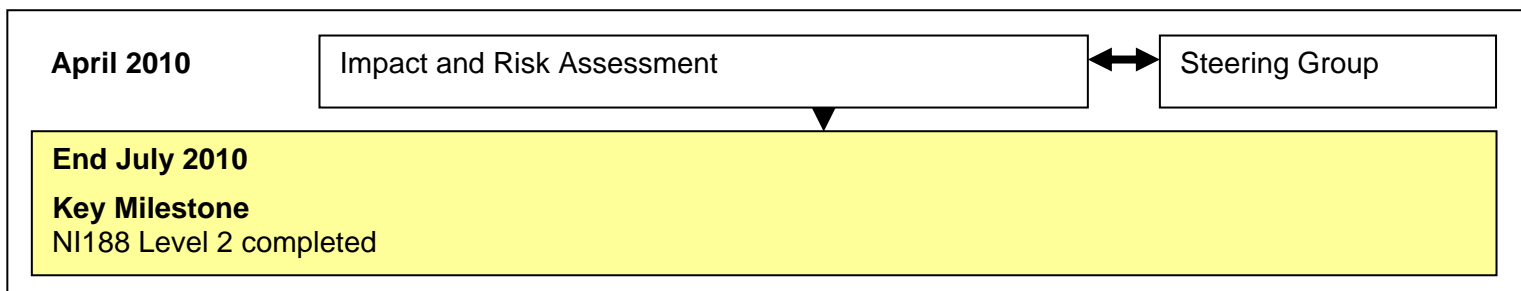 April 2010
Impact and Risk Assessment
Steering Group
End July 2010
Key Milestone
NI188 Level 2 completed